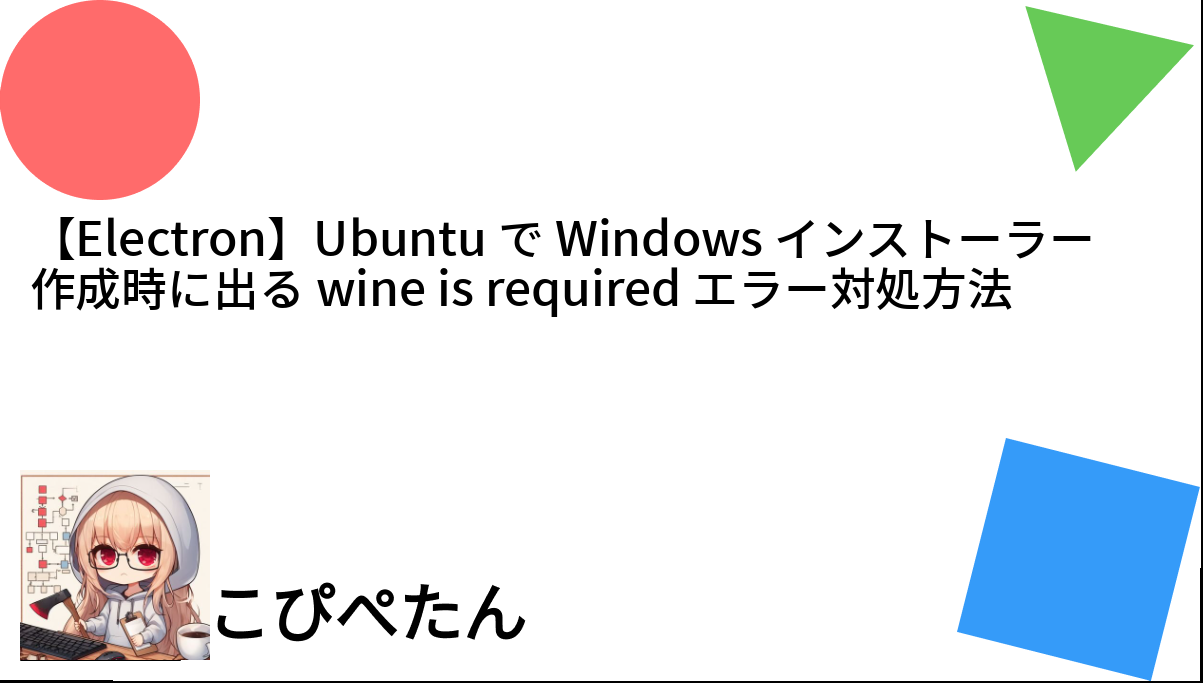 【Electron】Ubuntu で Windows インストーラー
作成時に出る wine is required エラー対処方法
こぴぺたん